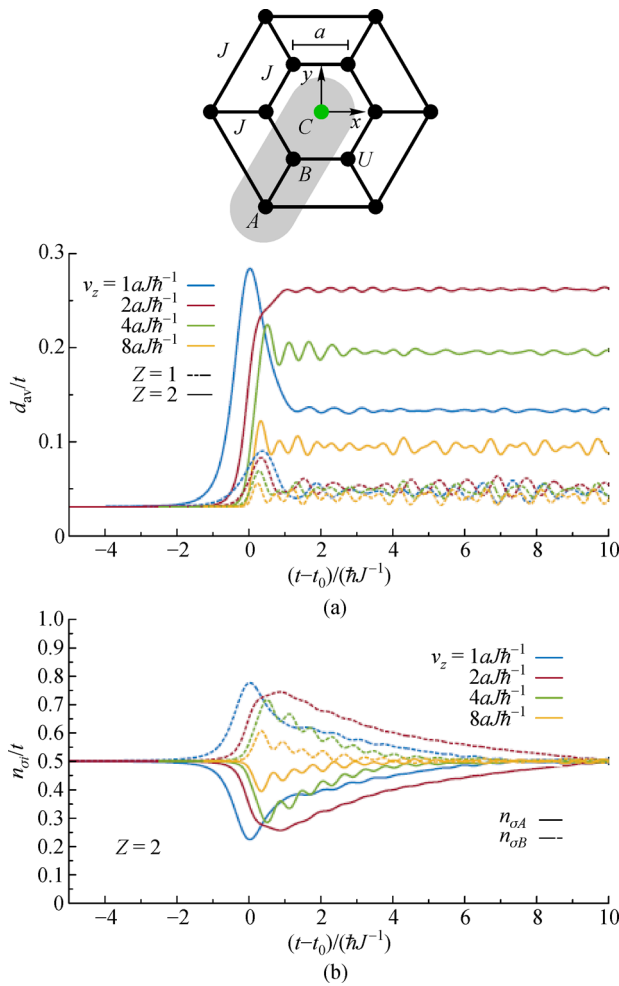 a
J
J
y
J
C
x
B
U
A
0.3
v_z = 1aJℏ⁻¹
2aJℏ⁻¹
4aJℏ⁻¹
8aJℏ⁻¹
Z = 1
Z = 2
0.2
d_av/t
0.1
0
−4 −2 0 2 4 6 8 10
(t−t₀)/(ℏJ⁻¹)
(a)
1.0
0.9
v_z = 1aJℏ⁻¹
2aJℏ⁻¹
4aJℏ⁻¹
8aJℏ⁻¹
0.8
0.7
0.6
n_σi/t
0.5
0.4
0.3
n_σA
n_σB
0.2
Z = 2
0.1
0
−4 −2 0 2 4 6 8 10
(t−t₀)/(ℏJ⁻¹)
(b)